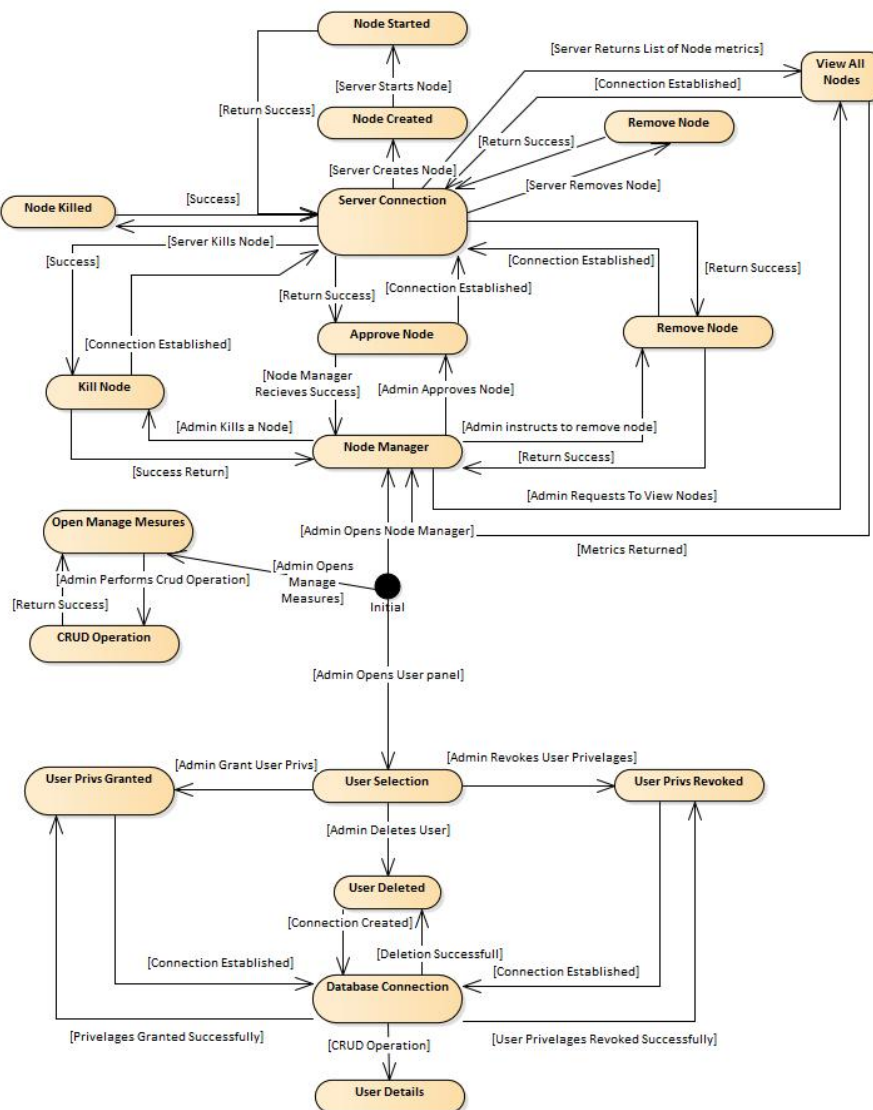 Node Started
[Server Returns List of Node metrics]
View All
Nodes
[Server Starts Node]
[Connection Established]
[Return Success]
Node Created
Remove Node
[Return Success]
[Server Creates Node]
[Server Removes Node]
Server Connection
[Success]
Node Killed
[Server Kills Node]
[Success]
[Connection Established]
[Return Success]
[Return Success]
[Connection Established]
Approve Node
Remove Node
[Connection Established]
[Node Manager
Recieves Success]
Kill Node
[Admin Approves Node]
[Admin Kills a Node]
[Admin instructs to remove node]
Node Manager
[Return Success]
[Success Return]
[Admin Requests To View Nodes]
Open Manage Mesures
[Admin Opens Node Manager]
[Metrics Returned]
[Admin Opens
Manage
Measures]
[Admin Performs Crud Operation]
[Return Success]
Initial
CRUD Operation
[Admin Opens User panel]
[Admin Revokes User Privelages]
[Admin Grant User Privs]
User Privs Granted
User Selection
User Privs Revoked
[Admin Deletes User]
User Deleted
[Connection Created]
[Deletion Successfull]
[Connection Established]
[Connection Established]
Database Connection
[Privelages Granted Successfully]
[User Privelages Revoked Successfully]
[CRUD Operation]
User Details